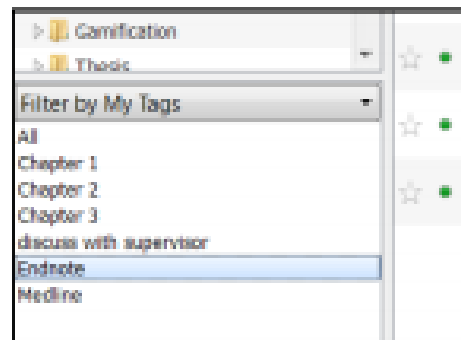 Gamification
Thesis
Filter by My Tags
All
Chapter 1
Chapter 2
Chapter 3
discuss with supervisor
Endnote
Medline